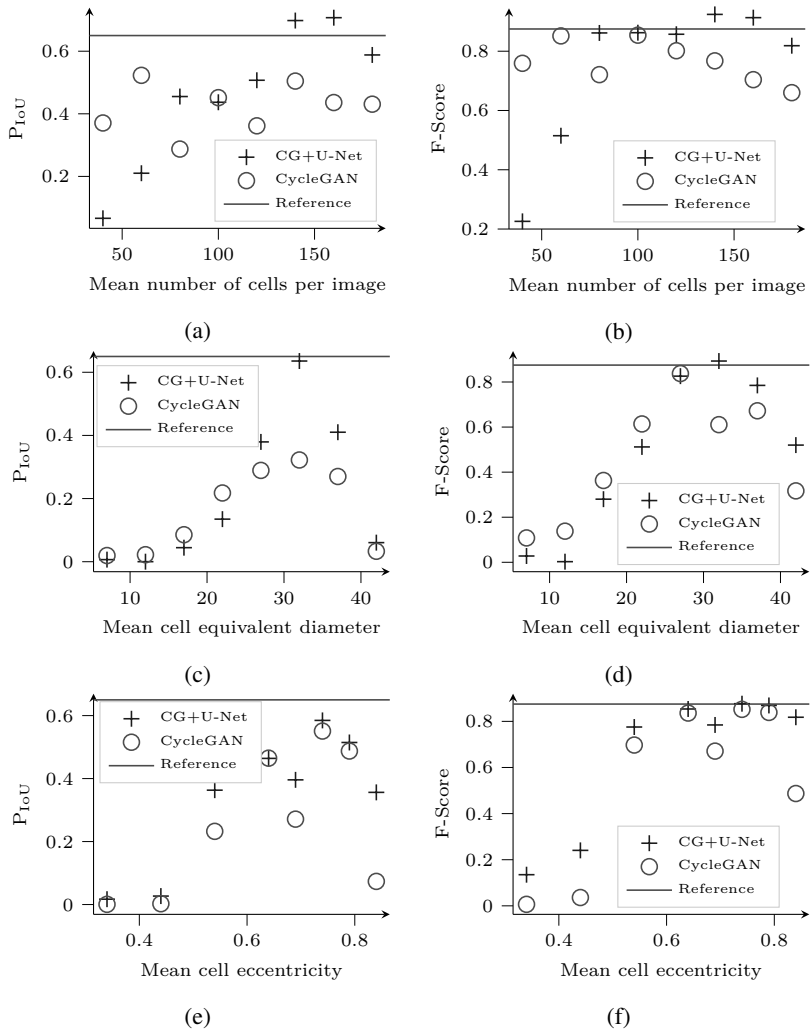 0.6
0.4
0.2
P_IoU
CG+U-Net
CycleGAN
Reference
50 100 150
Mean number of cells per image
(a)
0.8
0.6
0.4
0.2
F-Score
CG+U-Net
CycleGAN
Reference
50 100 150
Mean number of cells per image
(b)
0.6
0.4
0.2
0
P_IoU
CG+U-Net
CycleGAN
Reference
10 20 30 40
Mean cell equivalent diameter
(c)
0.8
0.6
0.4
0.2
0
F-Score
CG+U-Net
CycleGAN
Reference
10 20 30 40
Mean cell equivalent diameter
(d)
0.6
0.4
0.2
0
P_IoU
CG+U-Net
CycleGAN
Reference
0.4 0.6 0.8
Mean cell eccentricity
(e)
0.8
0.6
0.4
0.2
0
F-Score
CG+U-Net
CycleGAN
Reference
0.4 0.6 0.8
Mean cell eccentricity
(f)